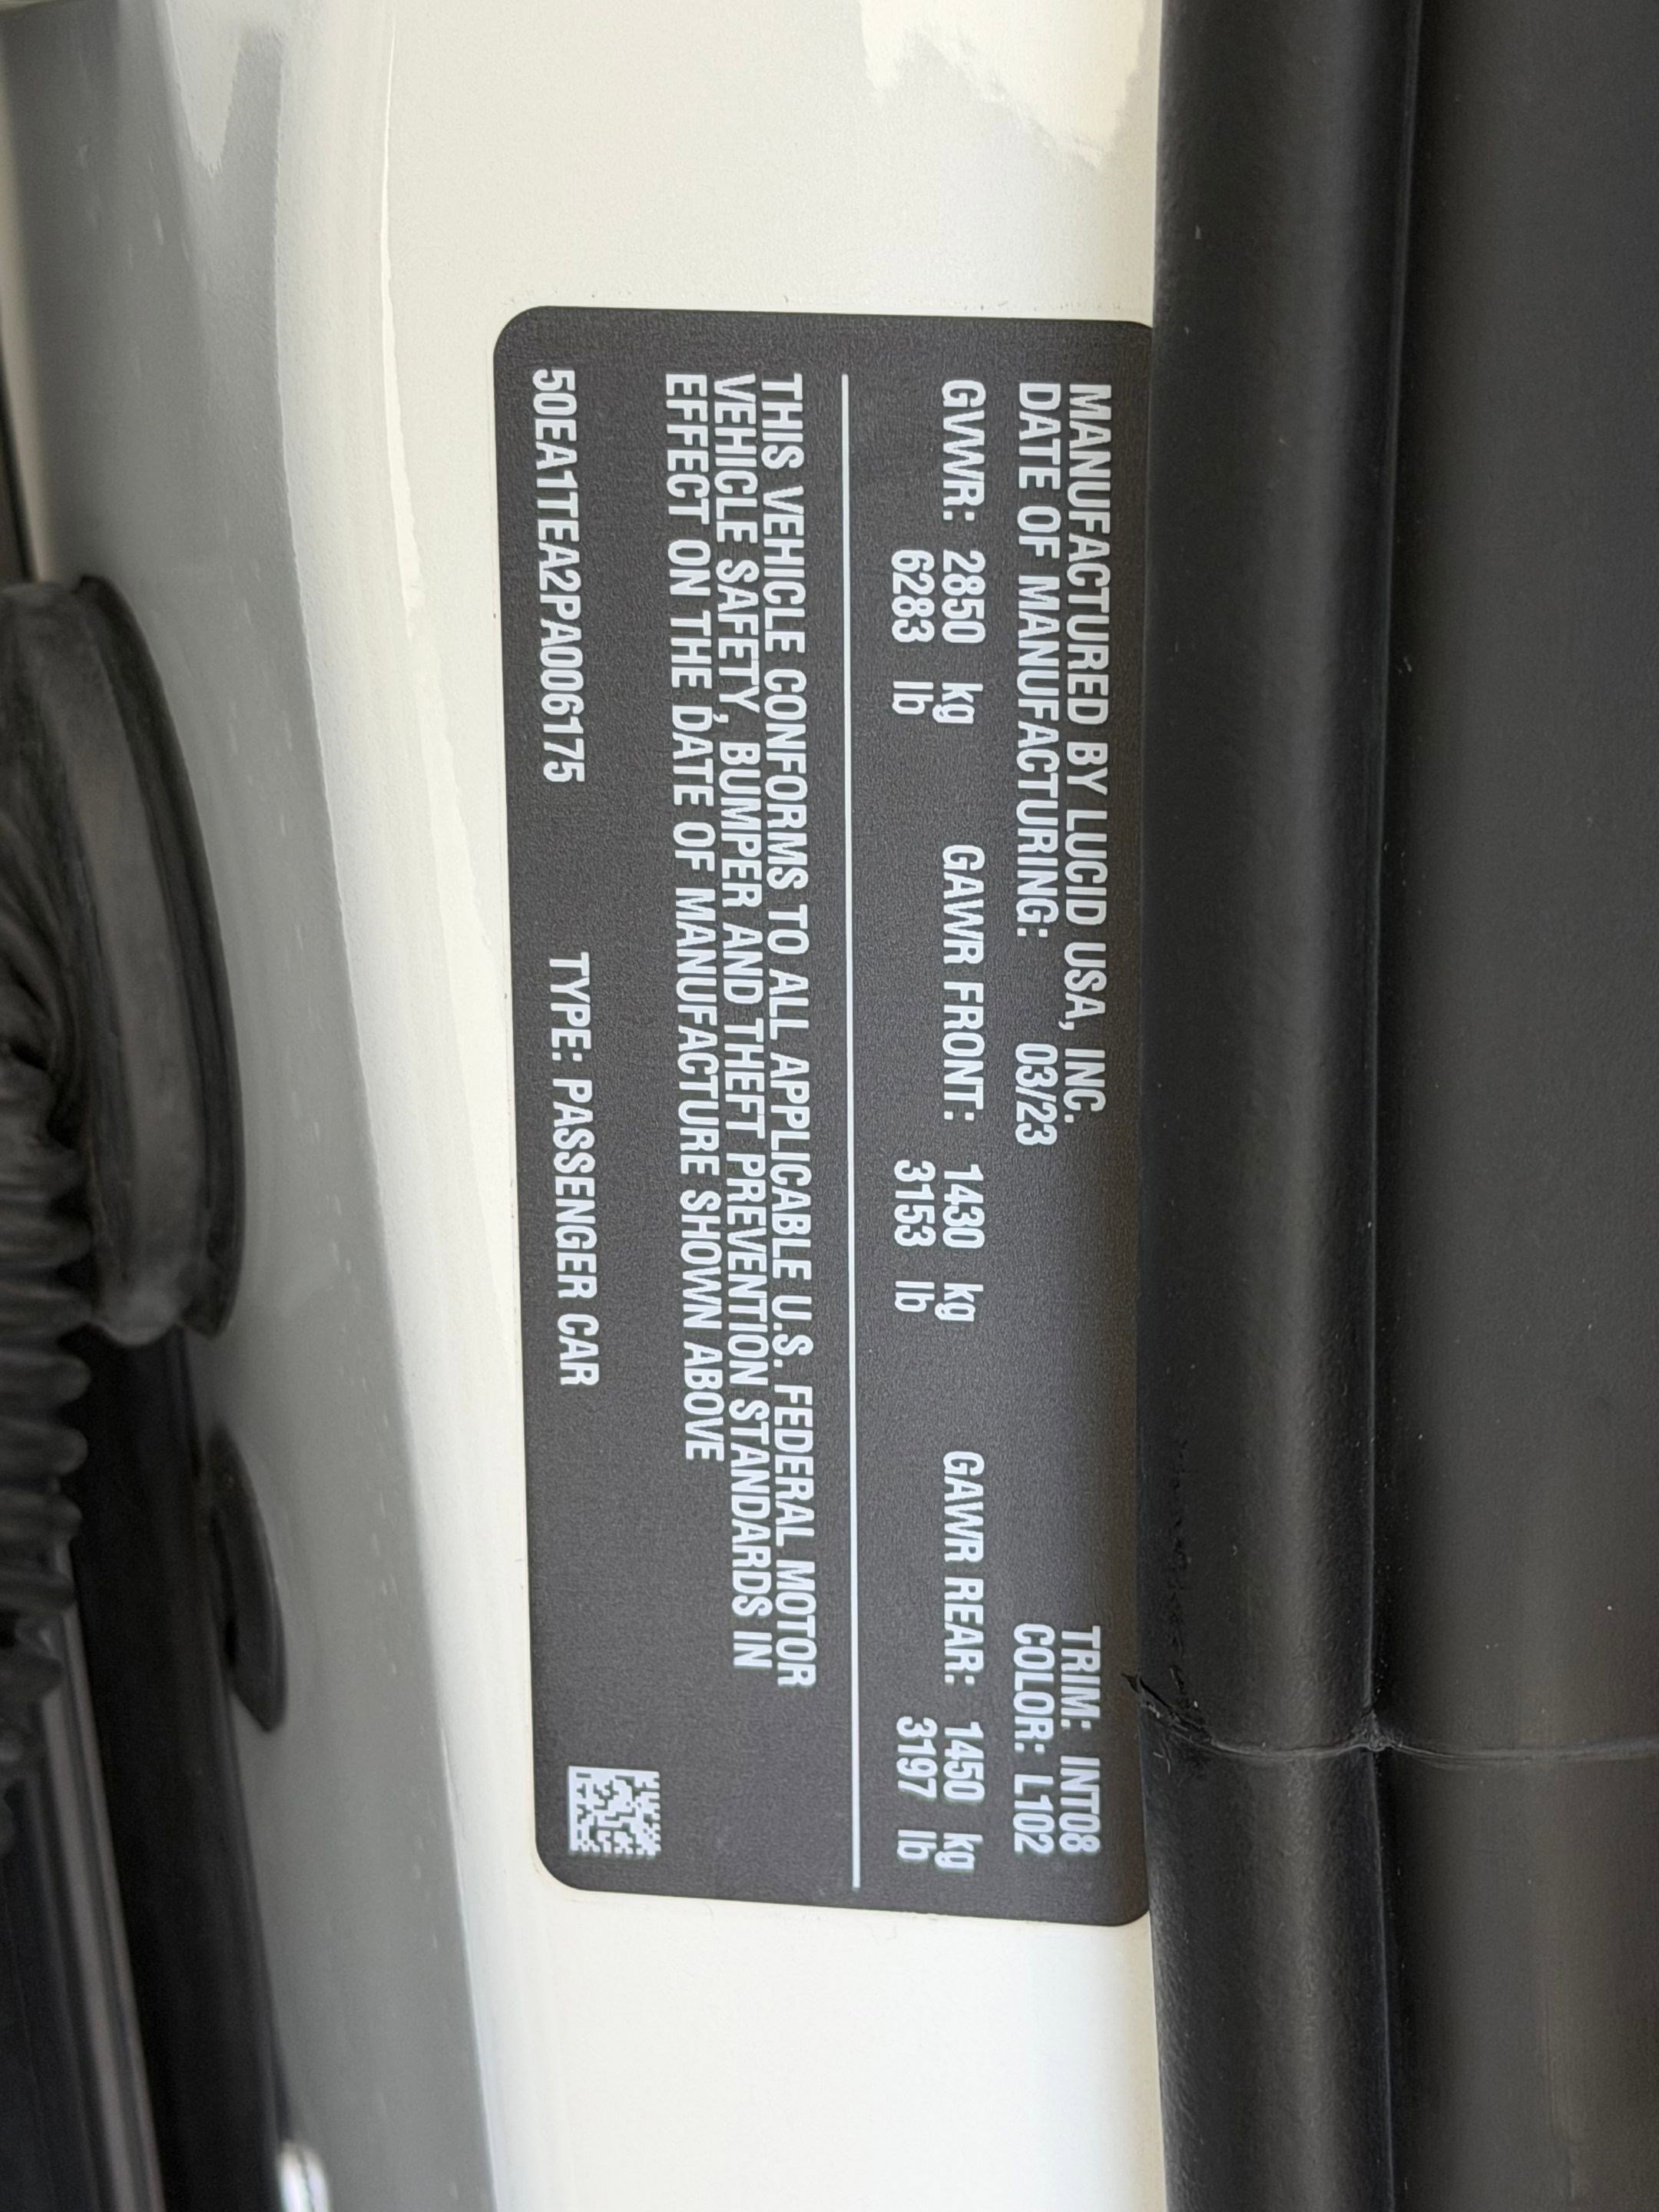 MANUFACTURED BY LUCID USA, INC. TRIM: INT08
DATE OF MANUFACTURING: 03/23 COLOR: L102
GVWR: 2850 kg GAWR FRONT: 1430 kg GAWR REAR: 1450 kg
6283 lb 3153 lb 3197 lb
THIS VEHICLE CONFORMS TO ALL APPLICABLE U.S. FEDERAL MOTOR
VEHICLE SAFETY, BUMPER AND THEFT PREVENTION STANDARDS IN
EFFECT ON THE DATE OF MANUFACTURE SHOWN ABOVE
50EA1TEA2PA006175 TYPE: PASSENGER CAR